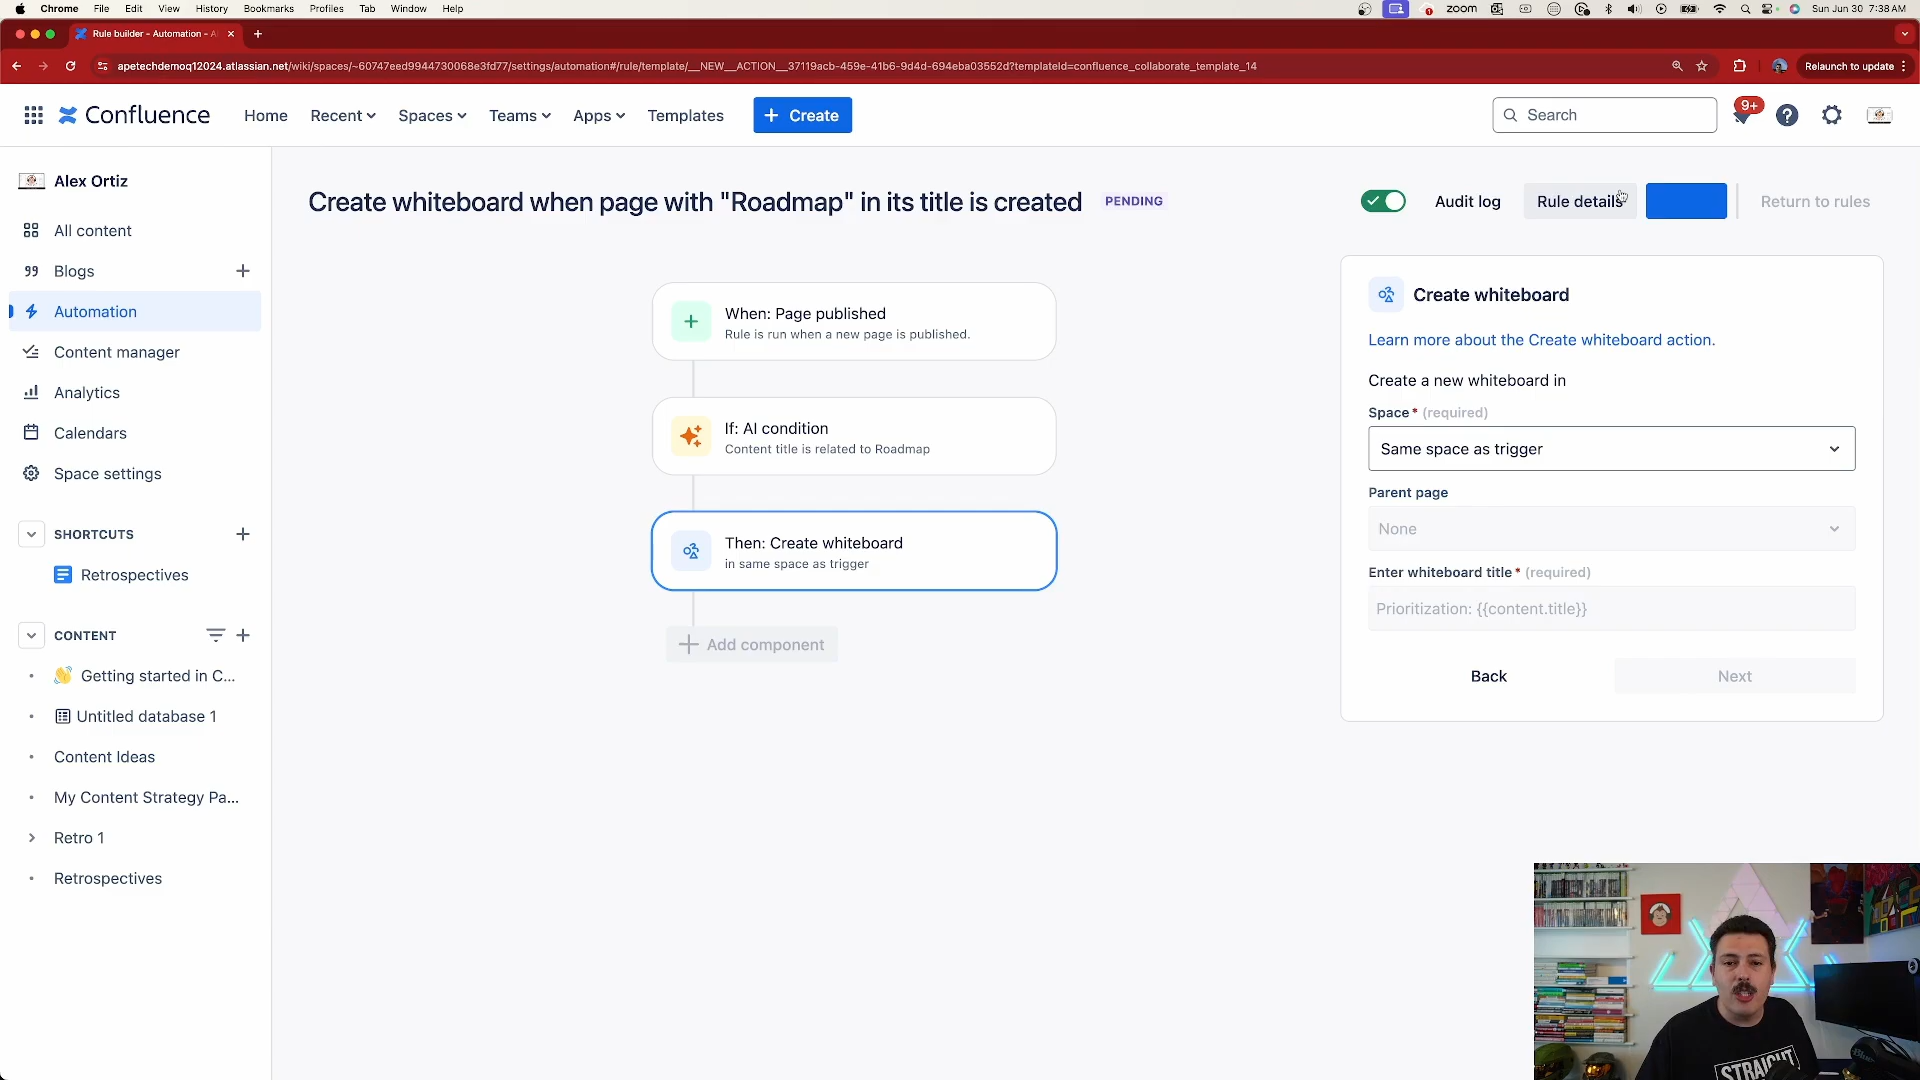 Chrome File Edit View History Bookmarks Profiles Tab Window Help
zoom Sun Jun 30 7:38 AM
Rule builder - Automation - A
apetechdemoq12024.atlassian.net/wiki/spaces/~60747eed9944730068e3fd77/settings/automation#/rule/template/__NEW__ACTION__37119acb-459e-41b6-9d4d-694eba03552d?templateId=confluence_collaborate_template_14
Relaunch to update
Confluence
Home Recent Spaces Teams Apps Templates
+ Create
Search
9+
Alex Ortiz
All content
Blogs
Automation
Content manager
Analytics
Calendars
Space settings
SHORTCUTS
Retrospectives
CONTENT
Getting started in C...
Untitled database 1
Content Ideas
My Content Strategy Pa...
Retro 1
Retrospectives
Create whiteboard when page with "Roadmap" in its title is created PENDING
Audit log
Rule details
Return to rules
When: Page published
Rule is run when a new page is published.
If: AI condition
Content title is related to Roadmap
Then: Create whiteboard
in same space as trigger
Add component
Create whiteboard
Learn more about the Create whiteboard action.
Create a new whiteboard in
Space* (required)
Same space as trigger
Parent page
None
Enter whiteboard title* (required)
Prioritization: {{content.title}}
Back
Next
STRAIGHT